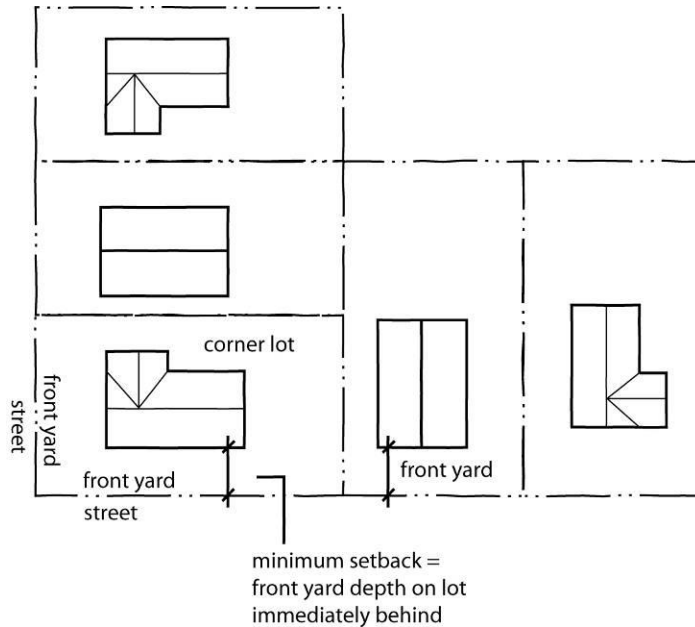 corner lot
street
front yard
front yard
street
front yard
minimum setback =
front yard depth on lot
immediately behind